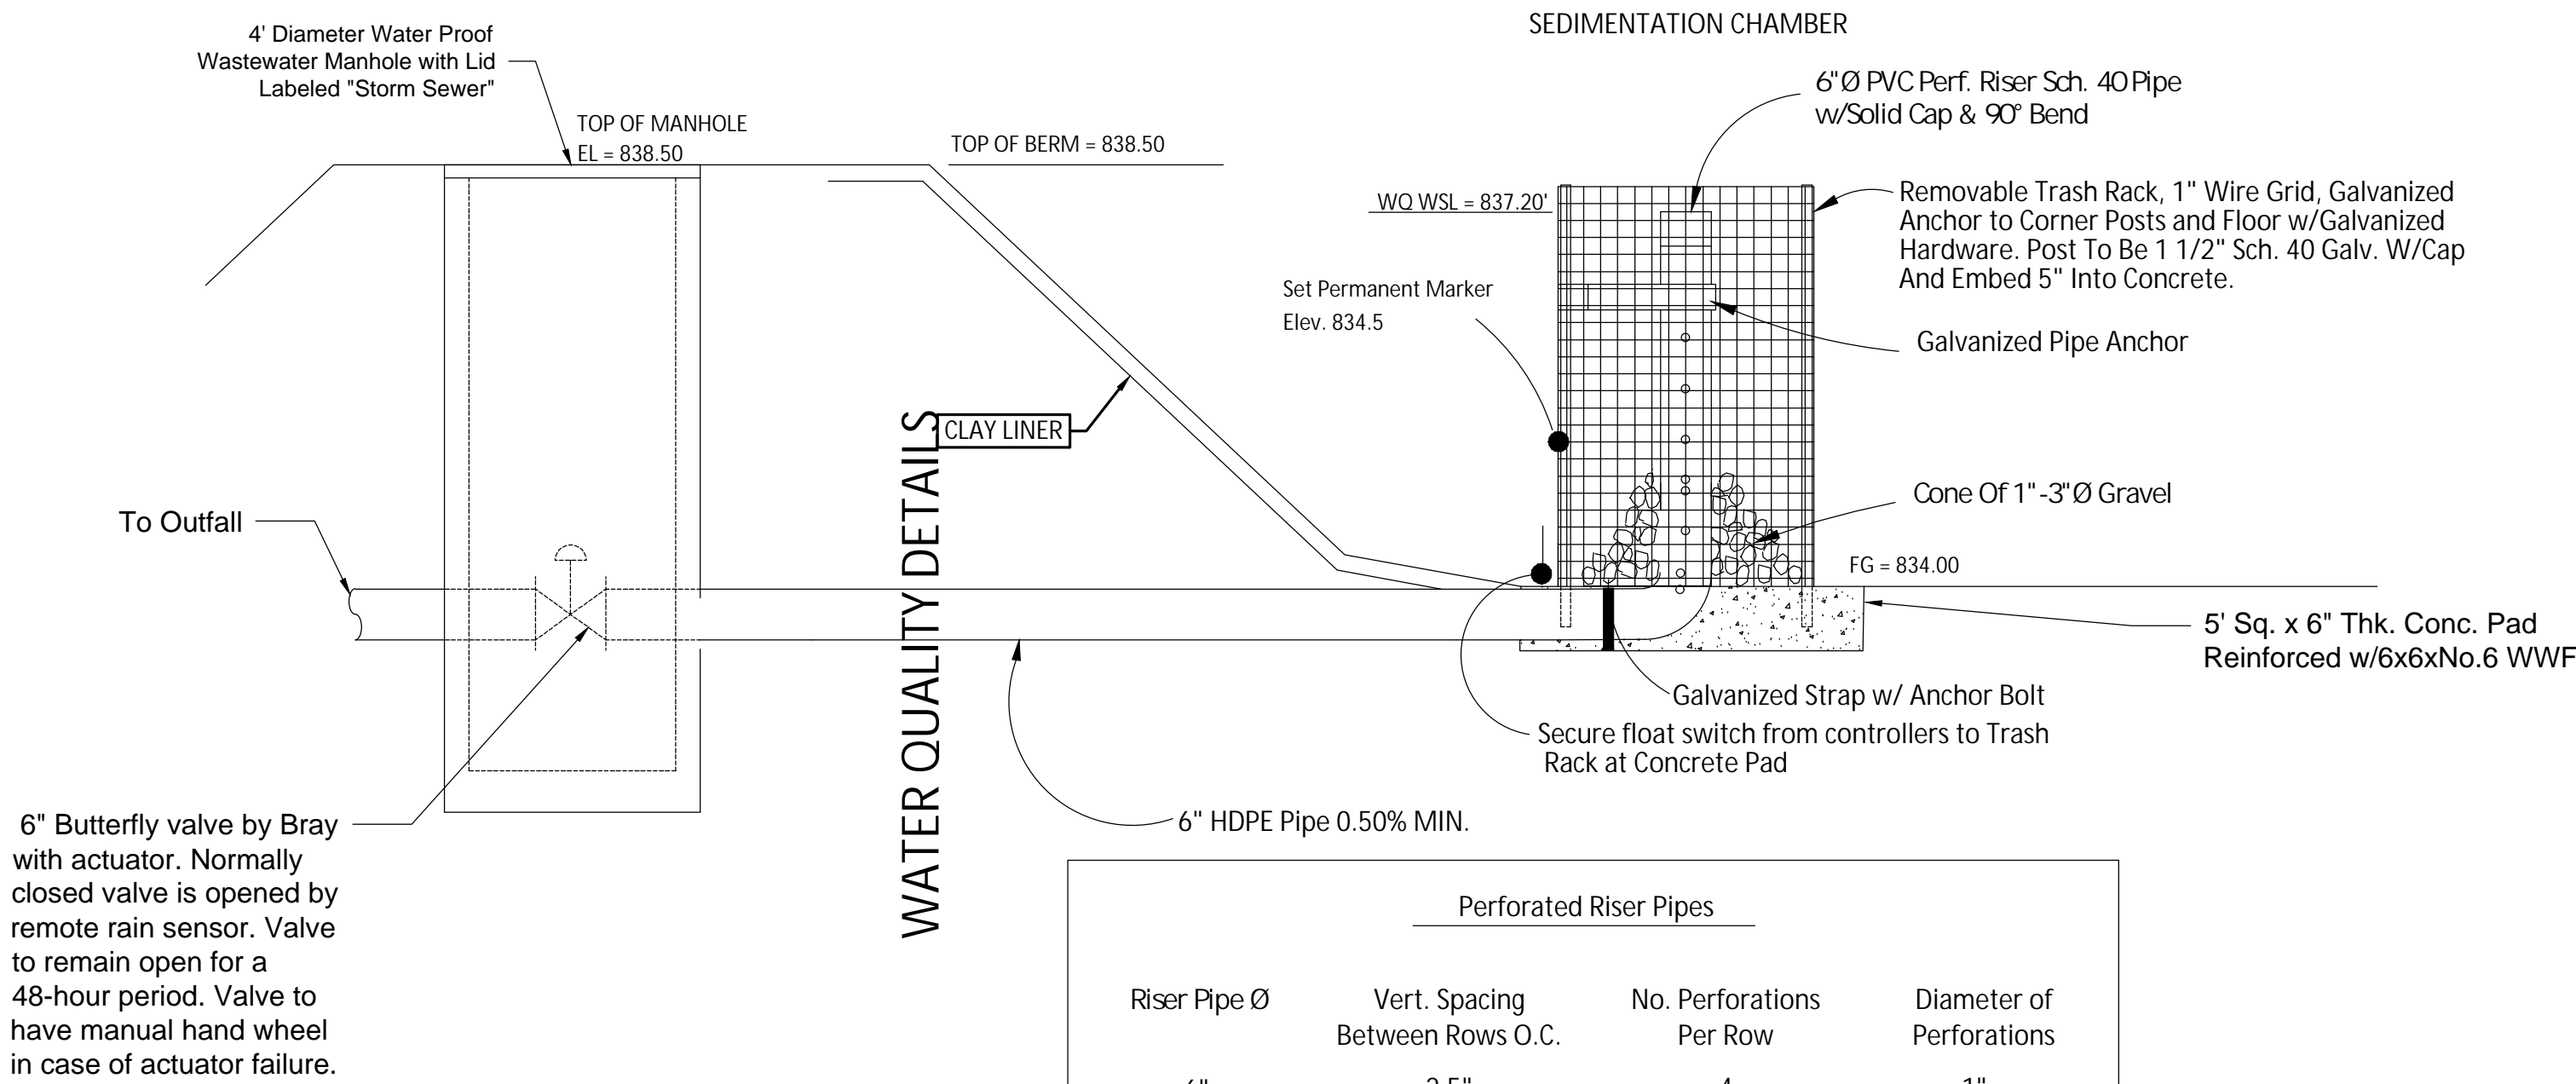 SEDIMENTATION CHAMBER
4' Diameter Water Proof
Wastewater Manhole with Lid
Labeled "Storm Sewer"
TOP OF MANHOLE
EL = 838.50
TOP OF BERM = 838.50
6"Ø PVC Perf. Riser Sch. 40 Pipe
w/Solid Cap & 90° Bend
WQ WSL = 837.20'
Removable Trash Rack, 1" Wire Grid, Galvanized
Anchor to Corner Posts and Floor w/Galvanized
Hardware. Post To Be 1 1/2" Sch. 40 Galv. W/Cap
And Embed 5" Into Concrete.
Set Permanent Marker
Elev. 834.5
Galvanized Pipe Anchor
CLAY LINER
WATER QUALITY DETAILS
To Outfall
Cone Of 1"-3"Ø Gravel
FG = 834.00
5' Sq. x 6" Thk. Conc. Pad
Reinforced w/6x6xNo.6 WWF
Galvanized Strap w/ Anchor Bolt
Secure float switch from controllers to Trash
Rack at Concrete Pad
6" HDPE Pipe 0.50% MIN.
6" Butterfly valve by Bray
with actuator. Normally
closed valve is opened by
remote rain sensor. Valve
to remain open for a
48-hour period. Valve to
have manual hand wheel
in case of actuator failure.
Perforated Riser Pipes
Riser Pipe Ø Vert. Spacing No. Perforations Diameter of
Between Rows O.C. Per Row Perforations
6" 2.5" 4 1"